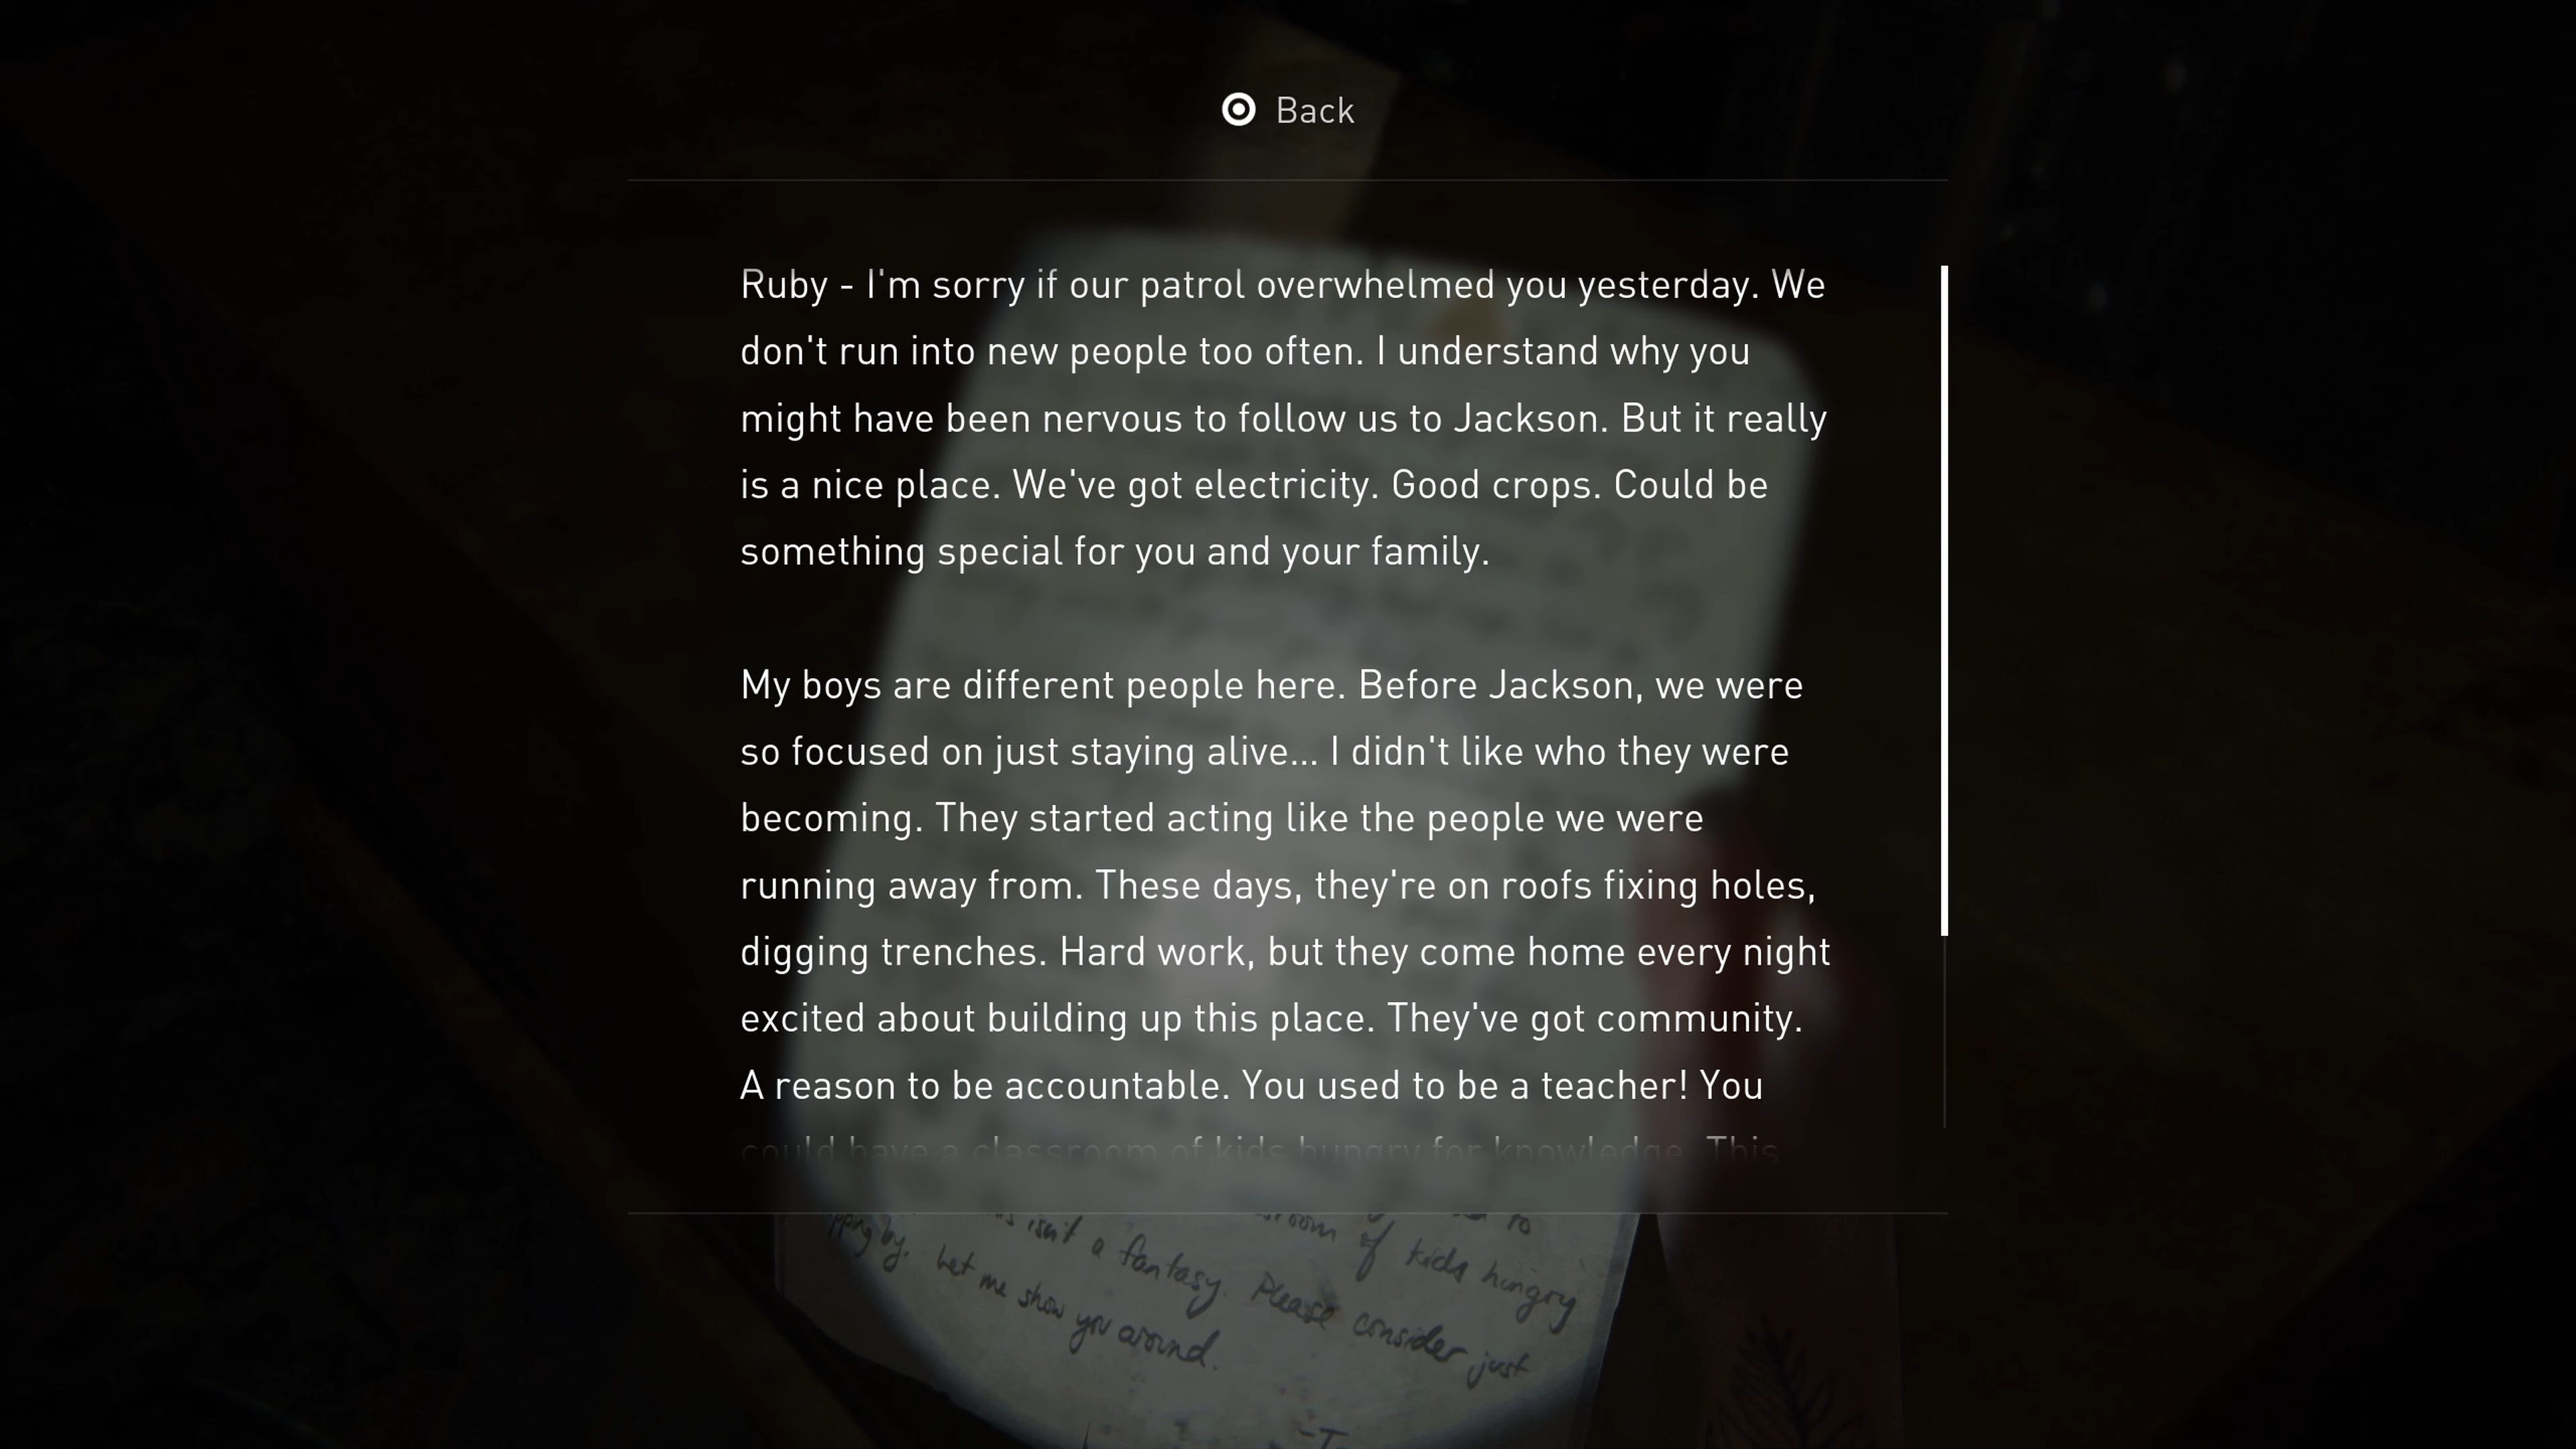 Back
Ruby - I'm sorry if our patrol overwhelmed you yesterday. We
don't run into new people too often. I understand why you
might have been nervous to follow us to Jackson. But it really
is a nice place. We've got electricity. Good crops. Could be
something special for you and your family.
My boys are different people here. Before Jackson, we were
so focused on just staying alive... I didn't like who they were
becoming. They started acting like the people we were
running away from. These days, they're on roofs fixing holes,
digging trenches. Hard work, but they come home every night
excited about building up this place. They've got community.
A reason to be accountable. You used to be a teacher! You
could have a classroom of kids hungry for knowledge. This
to
of kids hungry
isn't a fantasy. Please consider just
by. Let me show you around.